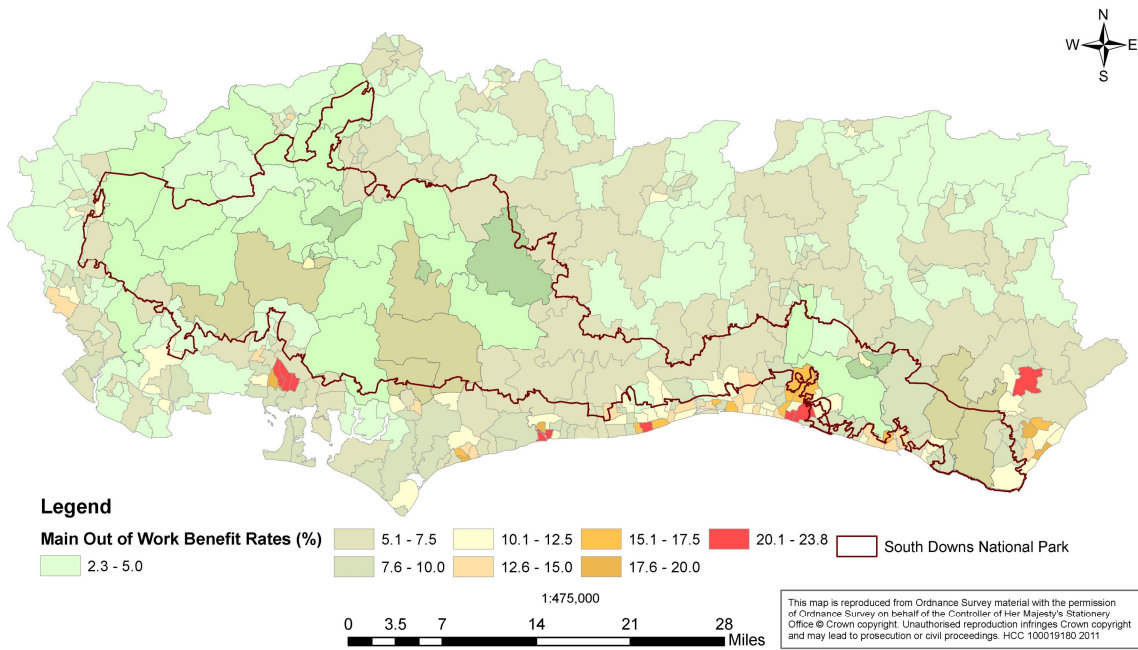 N
W E
S
Legend
Main Out of Work Benefit Rates (%)
2.3 - 5.0
5.1 - 7.5
7.6 - 10.0
10.1 - 12.5
12.6 - 15.0
15.1 - 17.5
17.6 - 20.0
20.1 - 23.8
South Downs National Park
1:475,000
0 3.5 7 14 21 28
Miles
This map is reproduced from Ordnance Survey material with the permission
of Ordnance Survey on behalf of the Controller of Her Majesty's Stationery
Office © Crown copyright. Unauthorised reproduction infringes Crown copyright
and may lead to prosecution or civil proceedings. HCC 100019180 2011